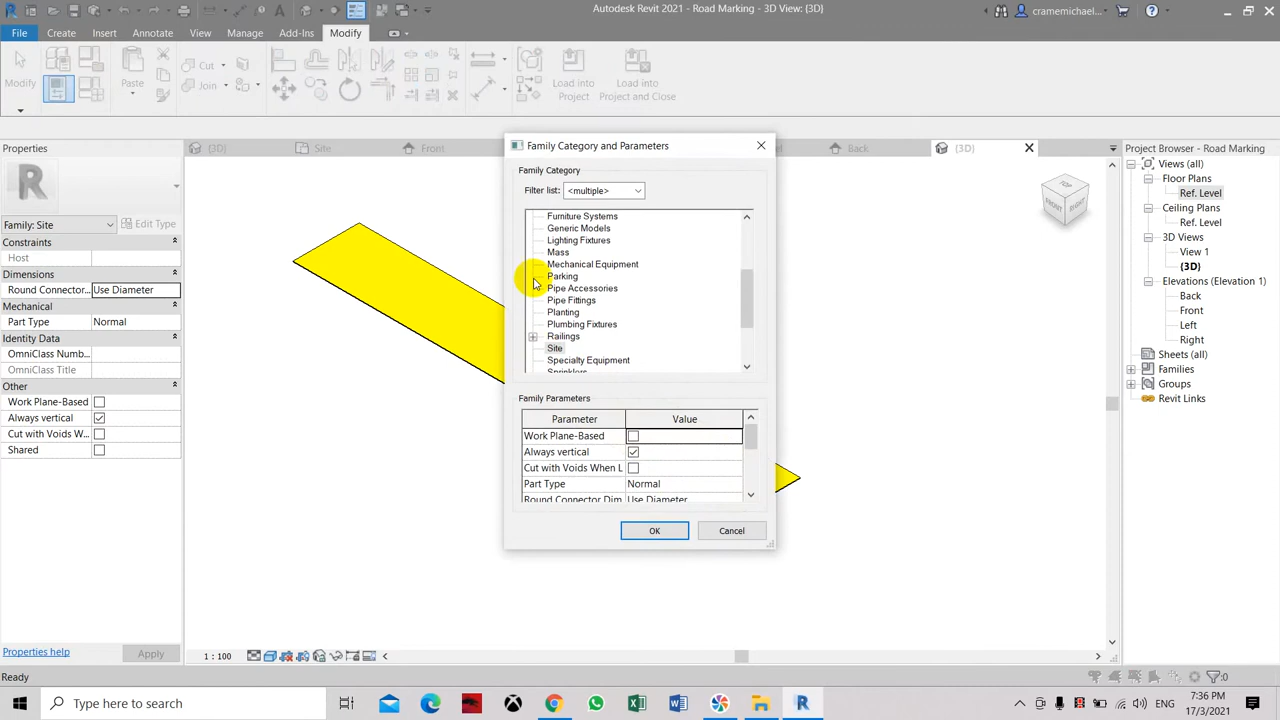 Autodesk Revit 2021 - Road Marking - 3D View: {3D}
cramemichael...
File Create Insert Annotate View Manage Add-Ins Modify
Modify
Paste
Cut
Join
Load into Project
Load into Project and Close
Properties
{3D}
Site
Front
Back
{3D}
Project Browser - Road Marking
Family: Site
Edit Type
Constraints
Host
Dimensions
Round Connector... Use Diameter
Mechanical
Part Type Normal
Identity Data
OmniClass Numb...
OmniClass Title
Other
Work Plane-Based
Always vertical
Cut with Voids W...
Shared
Properties help
Apply
Family Category and Parameters
Family Category
Filter list: <multiple>
Furniture Systems
Generic Models
Lighting Fixtures
Mass
Mechanical Equipment
Parking
Pipe Accessories
Pipe Fittings
Planting
Plumbing Fixtures
Railings
Site
Specialty Equipment
Sprinklers
Family Parameters
Parameter Value
Work Plane-Based
Always vertical
Cut with Voids When L
Part Type Normal
Round Connector Dim Use Diameter
OK Cancel
TOP
FRONT
RIGHT
Views (all)
Floor Plans
Ref. Level
Ceiling Plans
Ref. Level
3D Views
View 1
{3D}
Elevations (Elevation 1)
Back
Front
Left
Right
Sheets (all)
Families
Groups
Revit Links
1 : 100
Ready
:0
Type here to search
ENG
7:36 PM
17/3/2021